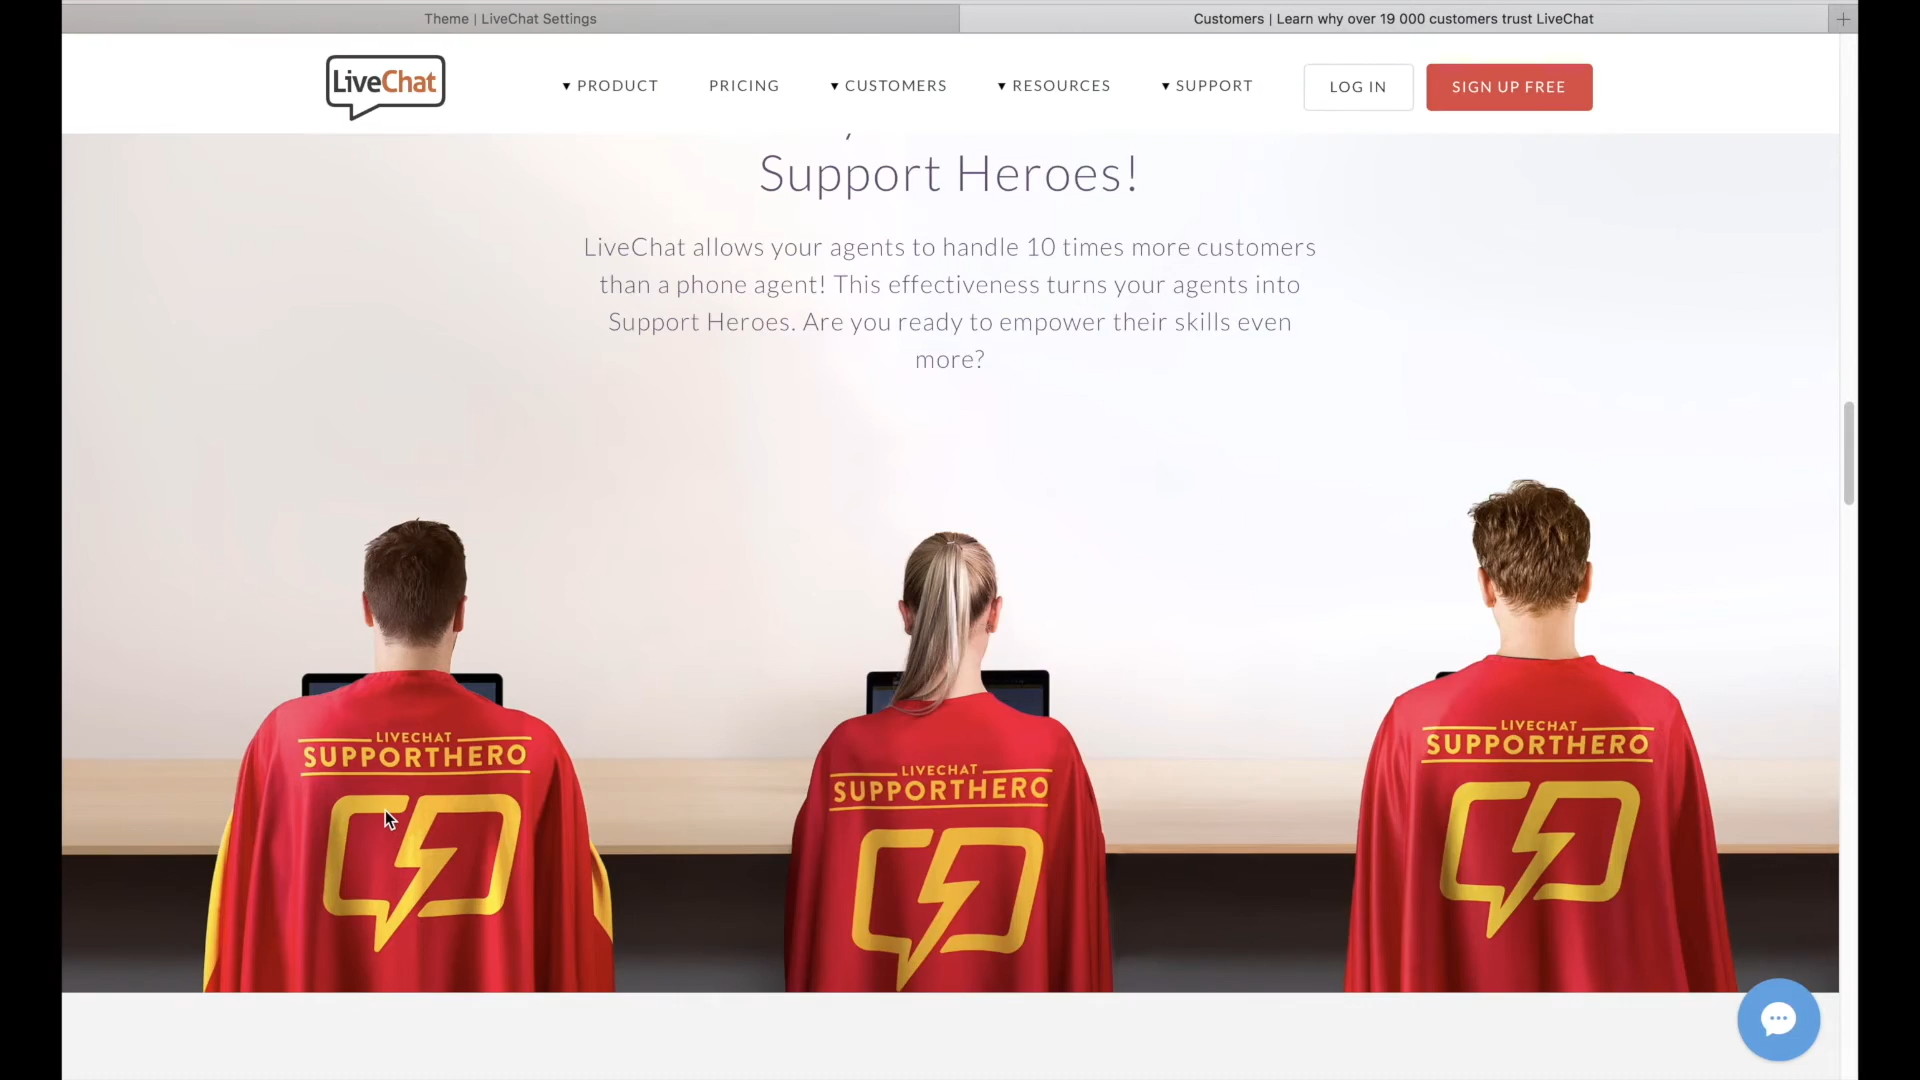 Theme | LiveChat Settings
Customers | Learn why over 19 000 customers trust LiveChat
LiveChat
▼ PRODUCT
PRICING
▼ CUSTOMERS
▼ RESOURCES
▼ SUPPORT
LOG IN
SIGN UP FREE
Support Heroes!
LiveChat allows your agents to handle 10 times more customers
than a phone agent! This effectiveness turns your agents into
Support Heroes. Are you ready to empower their skills even
more?
LIVECHAT
SUPPORTHERO
LIVECHAT
SUPPORTHERO
LIVECHAT
SUPPORTHERO